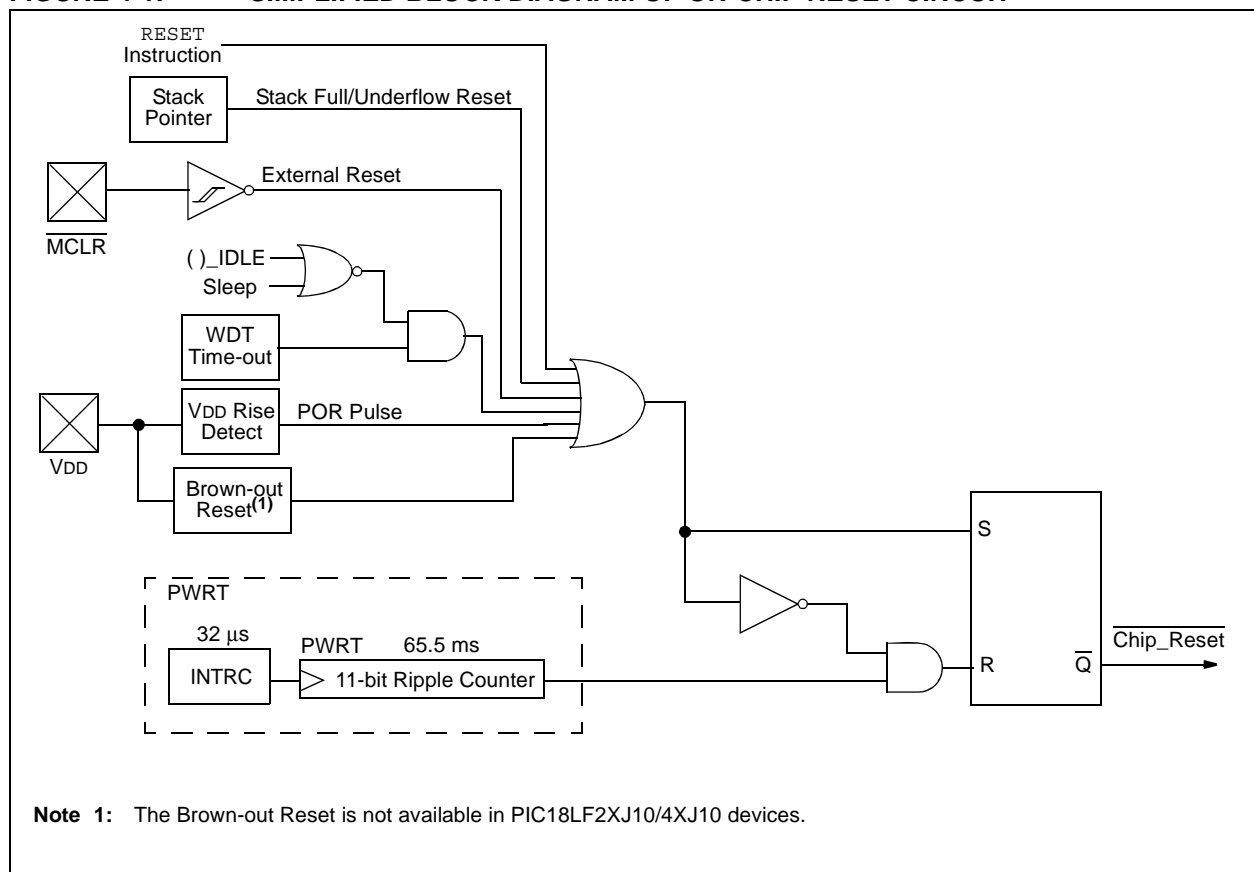 RESET
Instruction
Stack
Pointer
Stack Full/Underflow Reset
External Reset
MCLR
( )_IDLE
Sleep
WDT
Time-out
VDD Rise
Detect
POR Pulse
VDD
Brown-out
Reset(1)
S
PWRT
32 μs
PWRT
65.5 ms
INTRC
11-bit Ripple Counter
R
Q
Chip_Reset
Note 1: The Brown-out Reset is not available in PIC18LF2XJ10/4XJ10 devices.